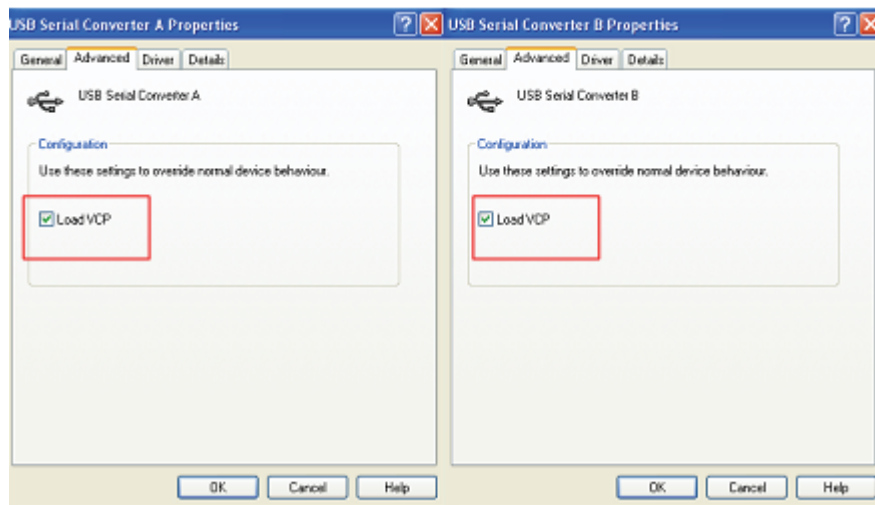 USB Serial Converter A Properties
General Advanced Driver Details
USB Serial Converter A
Configuration
Use these settings to override normal device behaviour.
Load VCP
OK Cancel Help
USB Serial Converter B Properties
General Advanced Driver Details
USB Serial Converter B
Configuration
Use these settings to override normal device behaviour.
Load VCP
OK Cancel Help